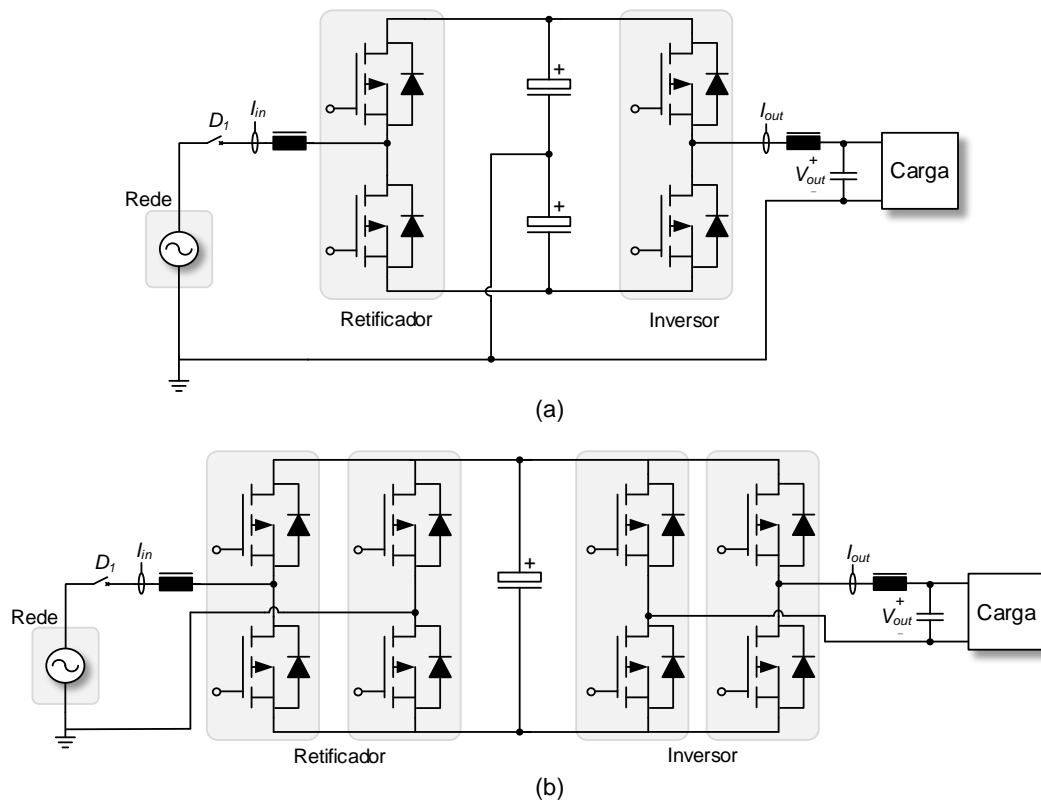 D1
Iin
Rede
Retificador
Inversor
Iout
+
+
+
Vout
-
Carga
(a)
D1
Iin
Rede
Retificador
+
Inversor
Iout
+
Vout
-
Carga
(b)